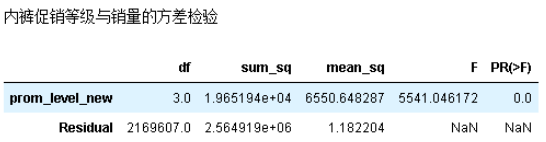 内裤促销等级与销量的方差检验
df sum_sq mean_sq F PR(>F)
prom_level_new 3.0 1.965194e+04 6550.648287 5541.046172 0.0
Residual 2169607.0 2.564919e+06 1.182204 NaN NaN